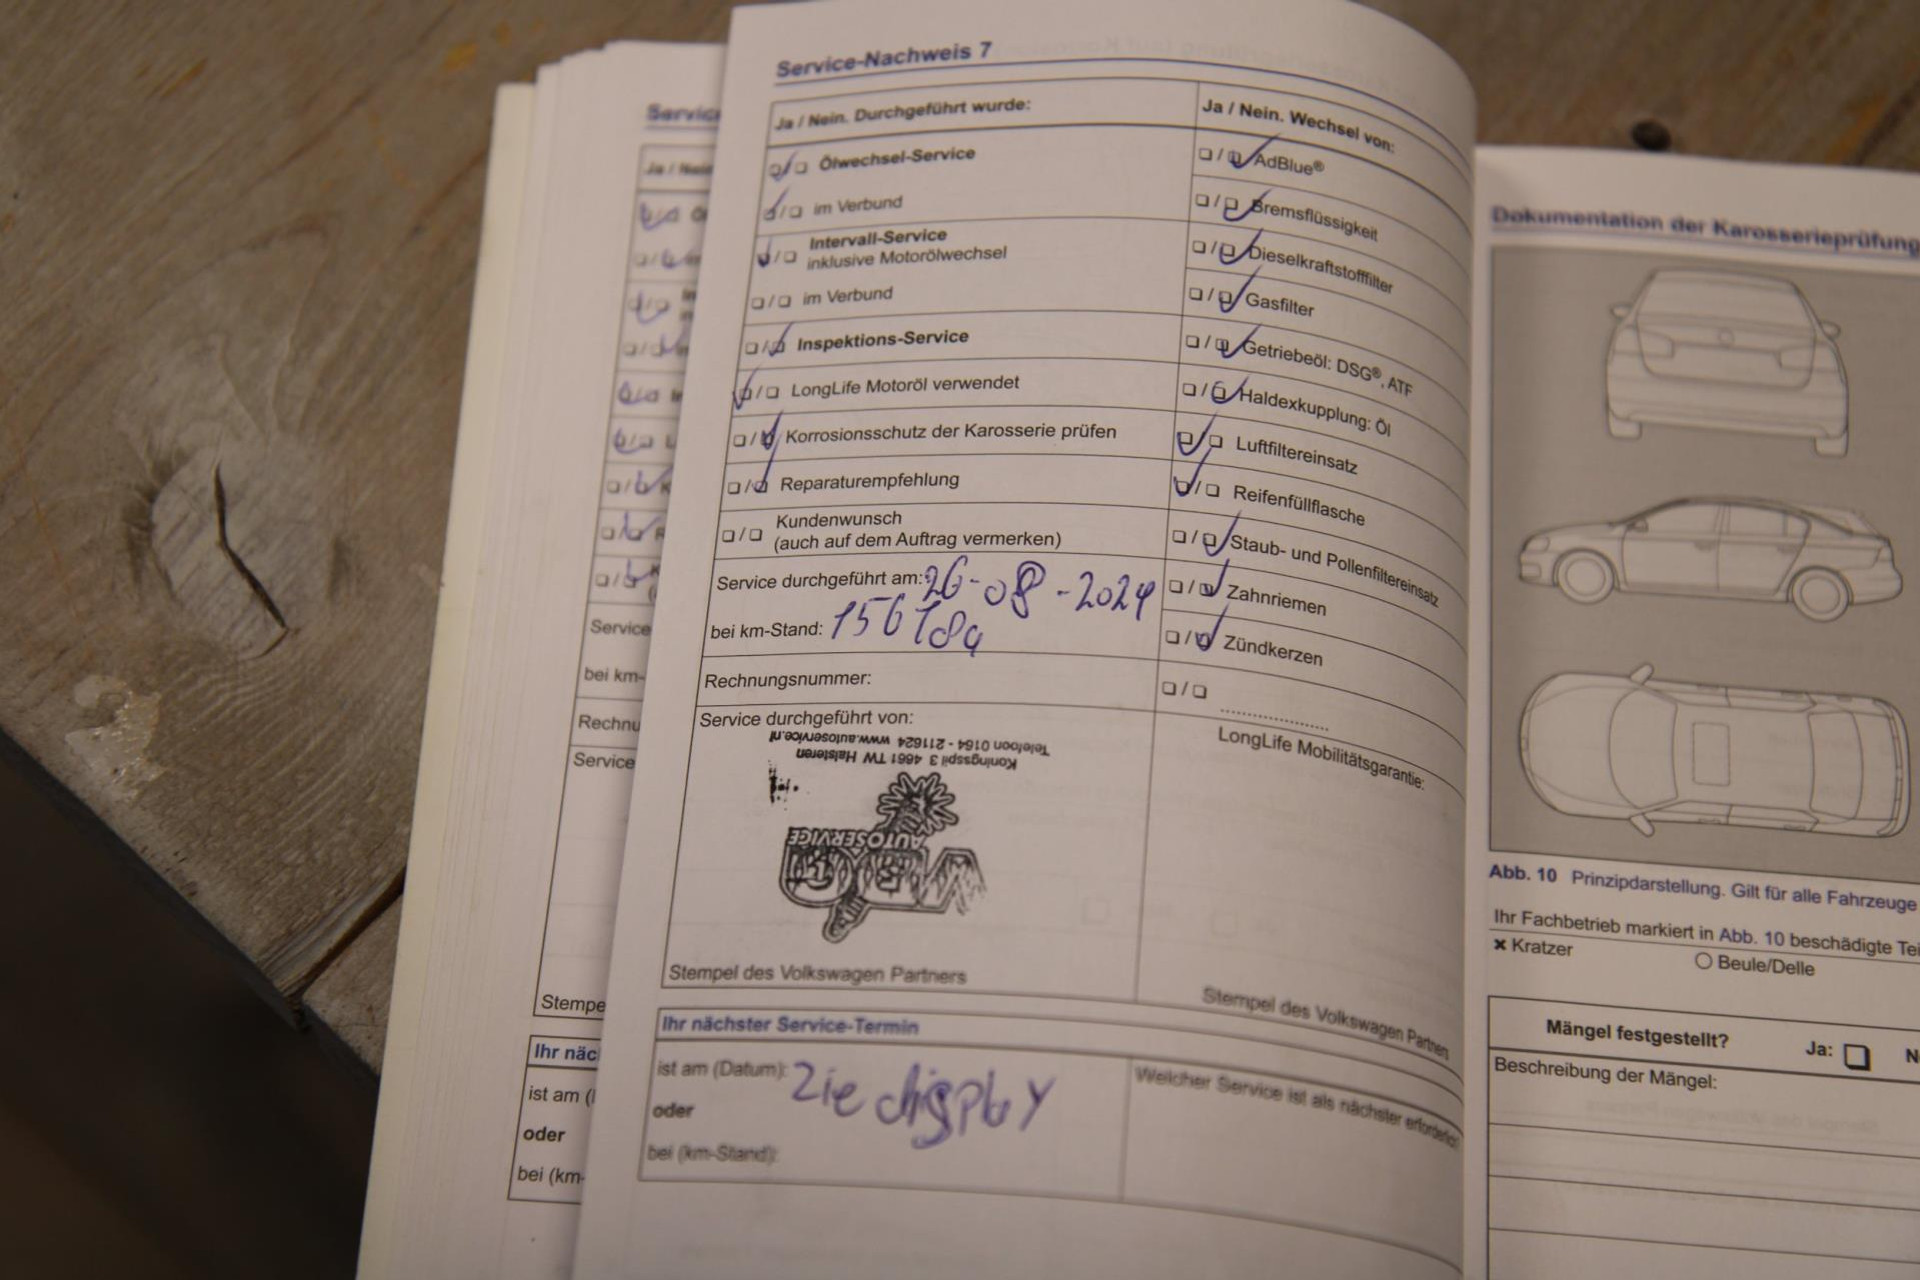 Service-Nachweis 7
Ja / Nein. Durchgeführt wurde:
❏/❏ Ölwechsel-Service
❏/❏ im Verbund
❏/❏ Intervall-Service
inklusive Motorölwechsel
❏/❏ im Verbund
❏/❏ Inspektions-Service
❏/❏ LongLife Motoröl verwendet
❏/❏ Korrosionsschutz der Karosserie prüfen
❏/❏ Reparaturempfehlung
❏/❏ Kundenwunsch
(auch auf dem Auftrag vermerken)
Service durchgeführt am: 26-08-2024
bei km-Stand:
Rechnungsnummer:
Service durchgeführt von:
Telefoon 0164 - 211624 www.autoservice.nl
Koningsspil 3 4661 TW Halsteren
AUTOSERVICE
Stempel des Volkswagen Partners
Ja / Nein. Wechsel von:
❏/❏ AdBlue®
❏/❏ Bremsflüssigkeit
❏/❏ Dieselkraftstofffilter
❏/❏ Gasfilter
❏/❏ Getriebeöl: DSG®, ATF
❏/❏ Haldexkupplung: Öl
❏/❏ Luftfiltereinsatz
❏/❏ Reifenfüllflasche
❏/❏ Staub- und Pollenfiltereinsatz
❏/❏ Zahnriemen
❏/❏ Zündkerzen
❏/❏ ....................
LongLife Mobilitätsgarantie:
Stempel des Volkswagen Partners
Ihr nächster Service-Termin
ist am (Datum): Zie display
oder
bei (km-Stand):
Welcher Service ist als nächster erforderlich
Service
Ja / Nein
Service
bei km-
Rechnu
Service
Stempe
Ihr näc
ist am (
oder
bei (km-
Dokumentation der Karosserieprüfung
Abb. 10 Prinzipdarstellung. Gilt für alle Fahrzeuge
Ihr Fachbetrieb markiert in Abb. 10 beschädigte Tei
× Kratzer
○ Beule/Delle
Mängel festgestellt?
Ja: ❏ N
Beschreibung der Mängel: